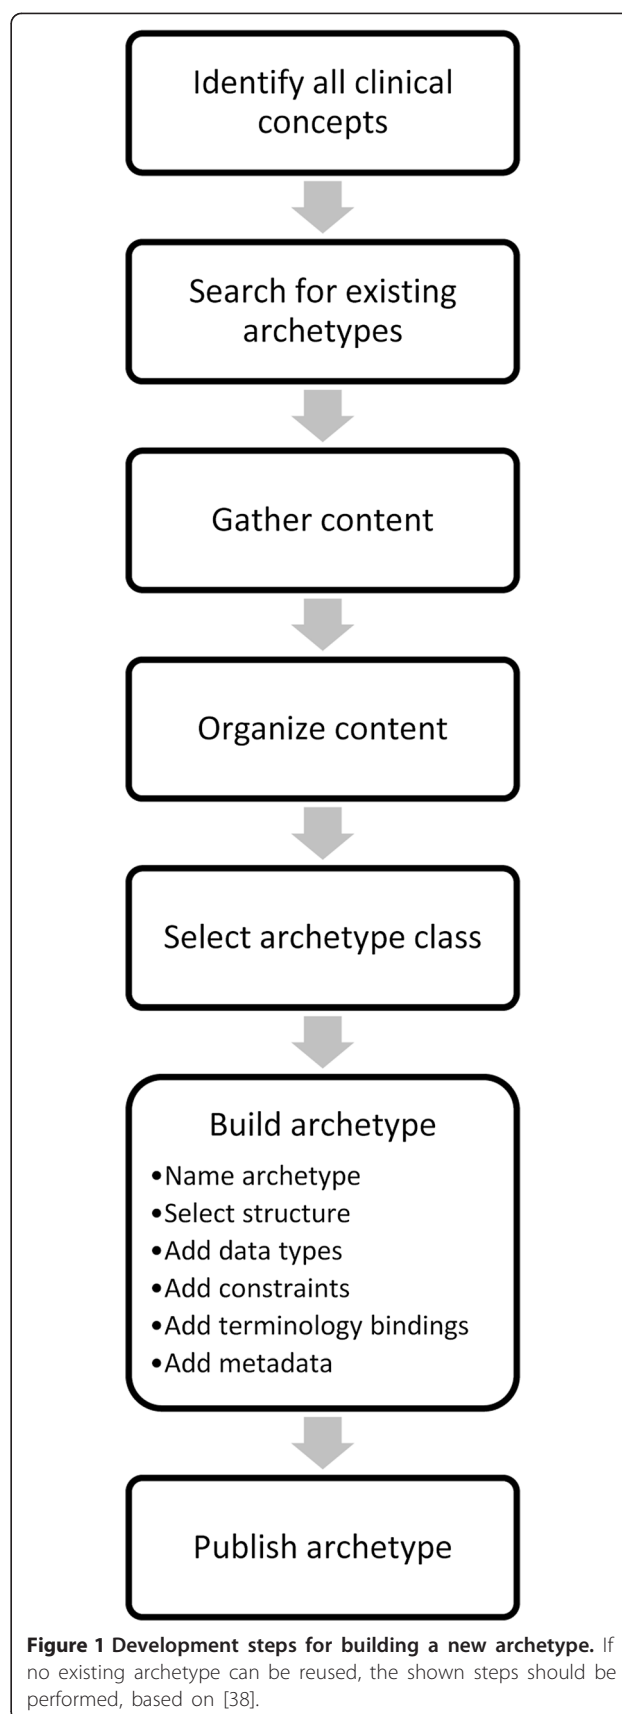 Identify all clinical
concepts
Search for existing
archetypes
Gather content
Organize content
Select archetype class
Build archetype
•Name archetype
•Select structure
•Add data types
•Add constraints
•Add terminology bindings
•Add metadata
Publish archetype
Figure 1 Development steps for building a new archetype. If
no existing archetype can be reused, the shown steps should be
performed, based on [38].